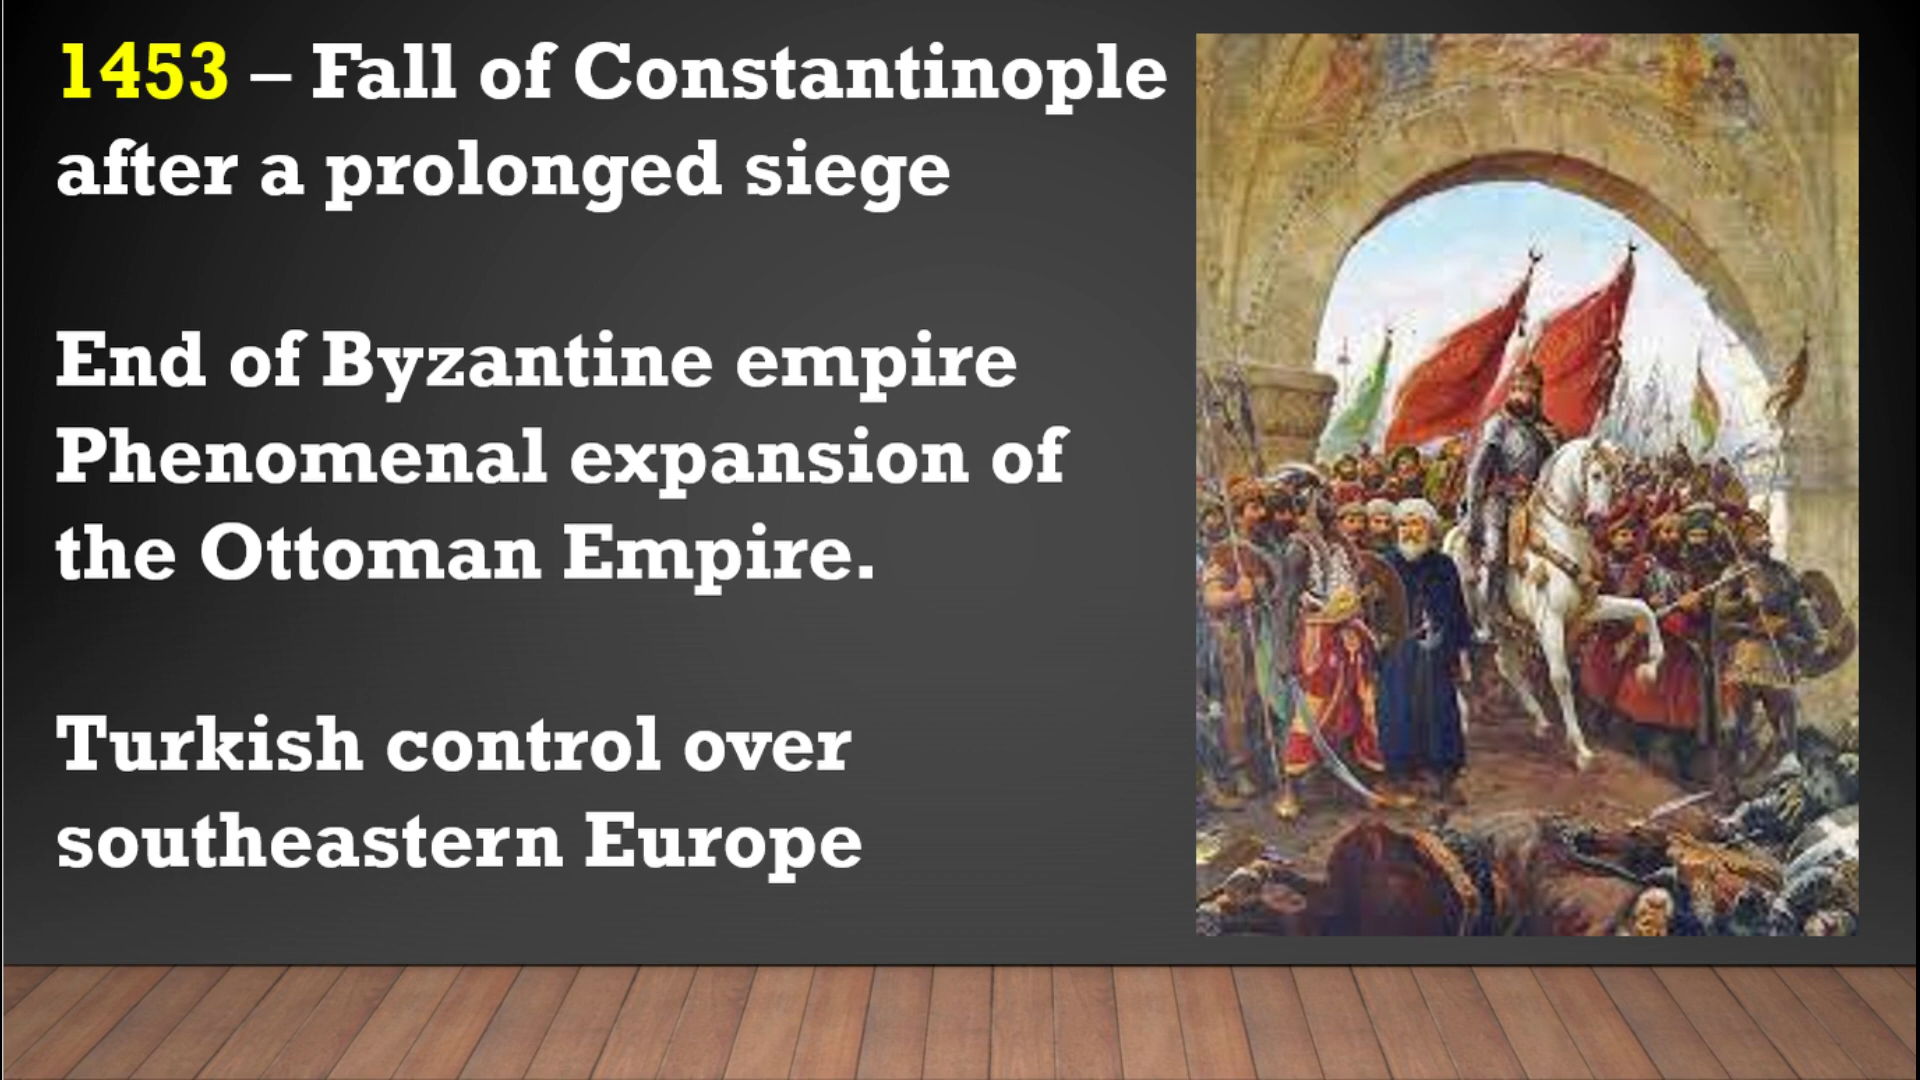 1453 – Fall of Constantinople
after a prolonged siege
End of Byzantine empire
Phenomenal expansion of
the Ottoman Empire.
Turkish control over
southeastern Europe